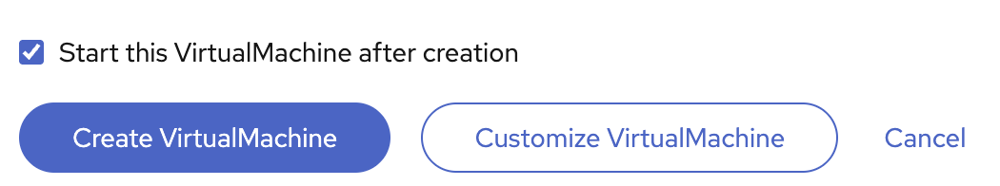 Start this VirtualMachine after creation
Create VirtualMachine
Customize VirtualMachine
Cancel